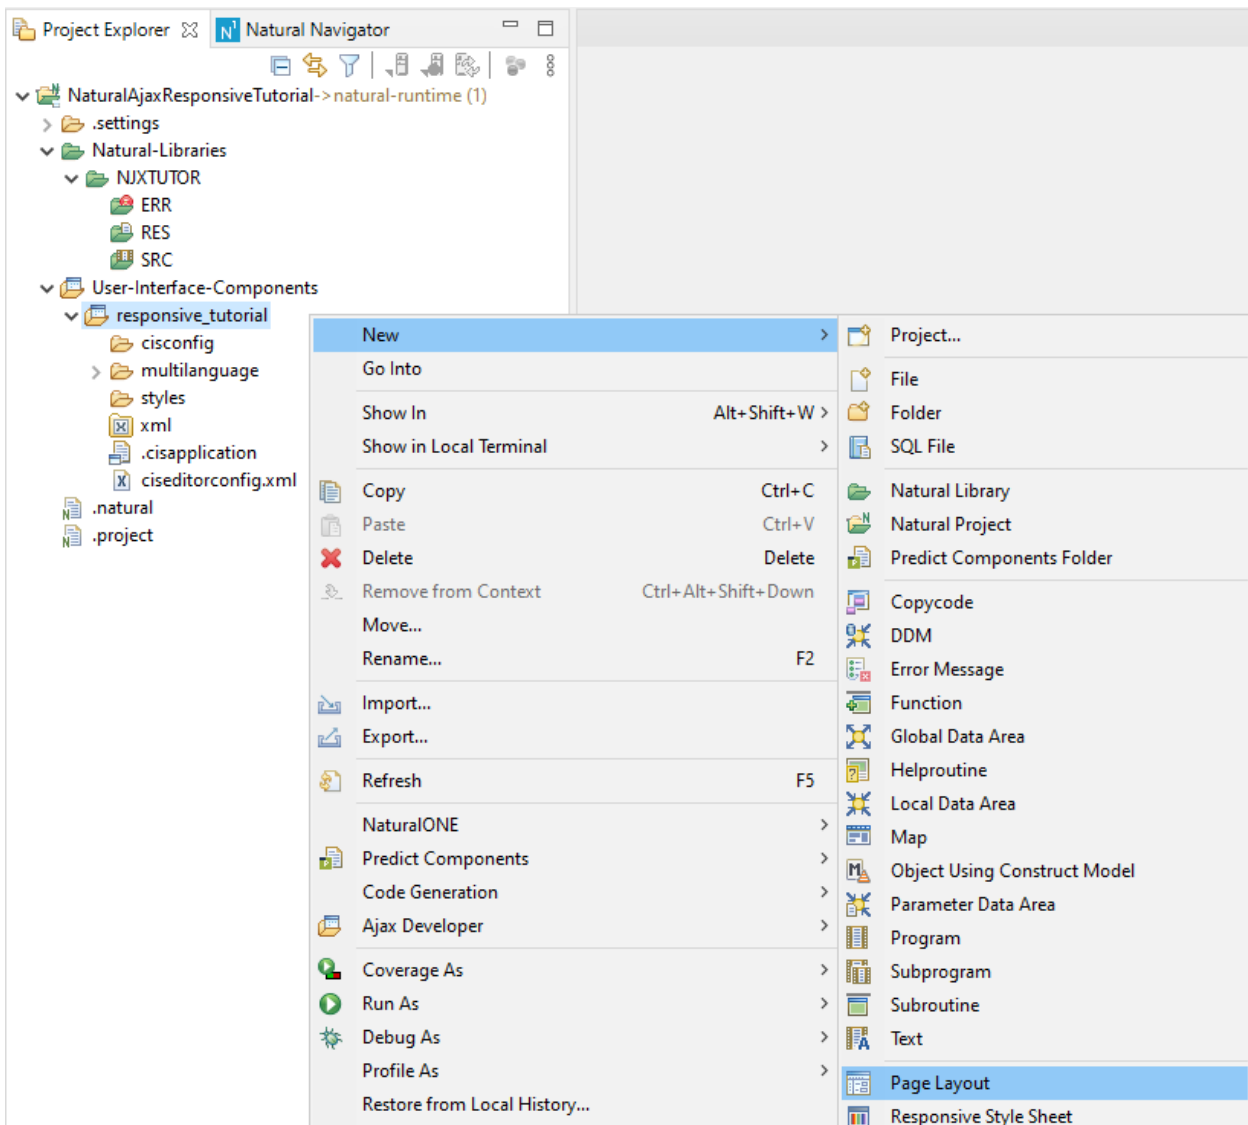 Project Explorer
Natural Navigator
NaturalAjaxResponsiveTutorial->natural-runtime (1)
.settings
Natural-Libraries
NJXTUTOR
ERR
RES
SRC
User-Interface-Components
responsive_tutorial
cisconfig
multilanguage
styles
xml
.cisapplication
ciseditorconfig.xml
.natural
.project
New
Go Into
Show In Alt+Shift+W
Show in Local Terminal
Copy Ctrl+C
Paste Ctrl+V
Delete Delete
Remove from Context Ctrl+Alt+Shift+Down
Move...
Rename... F2
Import...
Export...
Refresh F5
NaturalONE
Predict Components
Code Generation
Ajax Developer
Coverage As
Run As
Debug As
Profile As
Restore from Local History...
Project...
File
Folder
SQL File
Natural Library
Natural Project
Predict Components Folder
Copycode
DDM
Error Message
Function
Global Data Area
Helproutine
Local Data Area
Map
Object Using Construct Model
Parameter Data Area
Program
Subprogram
Subroutine
Text
Page Layout
Responsive Style Sheet